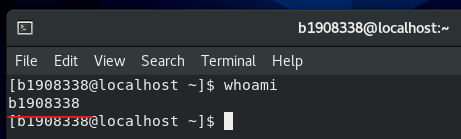 b1908338@localhost:~
File Edit View Search Terminal Help
[b1908338@localhost ~]$ whoami
b1908338
[b1908338@localhost ~]$